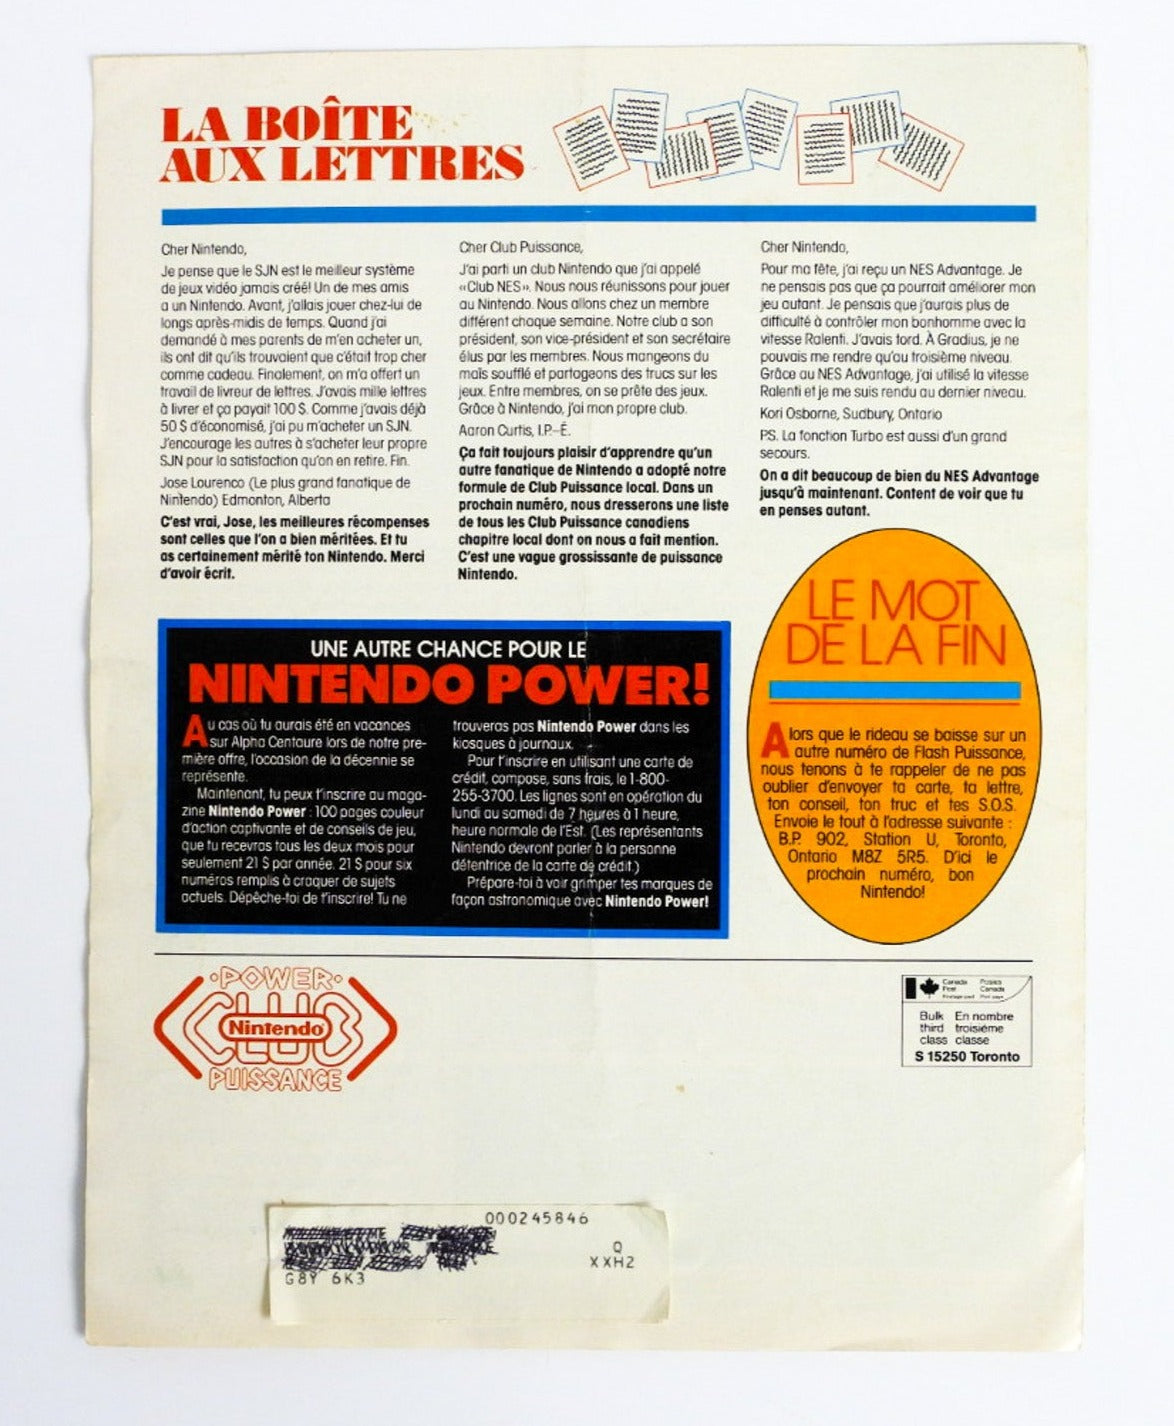 LA BOÎTE
AUX LETTRES
Cher Nintendo,
Je pense que le SJN est le meilleur système
de jeux vidéo jamais créé! Un de mes amis
a un Nintendo. Avant, j'allais jouer chez-lui de
longs après-midis de temps. Quand j'ai
demandé à mes parents de m'en acheter un,
ils ont dit qu'ils trouvaient que c'était trop cher
comme cadeau. Finalement, on m'a offert un
travail de livreur de lettres. J'avais mille lettres
à livrer et ça payait 100 $. Comme j'avais déjà
50 $ d'économisé, j'ai pu m'acheter un SJN.
J'encourage les autres à s'acheter leur propre
SJN pour la satisfaction qu'on en retire. Fin.
Jose Lourenco (Le plus grand fanatique de
Nintendo) Edmonton, Alberta
C'est vrai, Jose, les meilleures récompenses
sont celles que l'on a bien méritées. Et tu
as certainement mérité ton Nintendo. Merci
d'avoir écrit.
Cher Club Puissance,
J'ai parti un club Nintendo que j'ai appelé
«Club NES». Nous nous réunissons pour jouer
au Nintendo. Nous allons chez un membre
différent chaque semaine. Notre club a son
président, son vice-président et son secrétaire
élus par les membres. Nous mangeons du
maïs soufflé et partageons des trucs sur les
jeux. Entre membres, on se prête des jeux.
Grâce à Nintendo, j'ai mon propre club.
Aaron Curtis, I.P.-É.
Ça fait toujours plaisir d'apprendre qu'un
autre fanatique de Nintendo a adopté notre
formule de Club Puissance local. Dans un
prochain numéro, nous dresserons une liste
de tous les Club Puissance canadiens
chapitre local dont on nous a fait mention.
C'est une vague grossissante de puissance
Nintendo.
Cher Nintendo,
Pour ma fête, j'ai reçu un NES Advantage. Je
ne pensais pas que ça pourrait améliorer mon
jeu autant. Je pensais que j'aurais plus de
difficulté à contrôler mon bonhomme avec la
vitesse Ralenti. J'avais tord. À Gradius, je ne
pouvais me rendre qu'au troisième niveau.
Grâce au NES Advantage, j'ai utilisé la vitesse
Ralenti et je me suis rendu au dernier niveau.
Kori Osborne, Sudbury, Ontario
P.S. La fonction Turbo est aussi d'un grand
secours.
On a dit beaucoup de bien du NES Advantage
jusqu'à maintenant. Content de voir que tu
en penses autant.
UNE AUTRE CHANCE POUR LE
NINTENDO POWER!
Au cas où tu aurais été en vacances
sur Alpha Centaure lors de notre pre-
mière offre, l'occasion de la décennie se
représente.
Maintenant, tu peux t'inscrire au maga-
zine Nintendo Power : 100 pages couleur
d'action captivante et de conseils de jeu,
que tu recevras tous les deux mois pour
seulement 21 $ par année. 21 $ pour six
numéros remplis à craquer de sujets
actuels. Dépêche-toi de t'inscrire! Tu ne
trouveras pas Nintendo Power dans les
kiosques à journaux.
Pour t'inscrire en utilisant une carte de
crédit, compose, sans frais, le 1-800-
255-3700. Les lignes sont en opération du
lundi au samedi de 7 heures à 1 heure,
heure normale de l'Est. (Les représentants
Nintendo devront parler à la personne
détentrice de la carte de crédit.)
Prépare-toi à voir grimper tes marques de
façon astronomique avec Nintendo Power!
LE MOT
DE LA FIN
Alors que le rideau se baisse sur un
autre numéro de Flash Puissance,
nous tenons à te rappeler de ne pas
oublier d'envoyer ta carte, ta lettre,
ton conseil, ton truc et tes S.O.S.
Envoie le tout à l'adresse suivante :
B.P. 902, Station U, Toronto,
Ontario M8Z 5R5. D'ici le
prochain numéro, bon
Nintendo!
POWER
CLUB
Nintendo
PUISSANCE
Canada Postes
Post Canada
Postage paid Port payé
Bulk En nombre
third troisième
class classe
S 15250 Toronto
000245846
Q
XXH2
G8Y 6K3